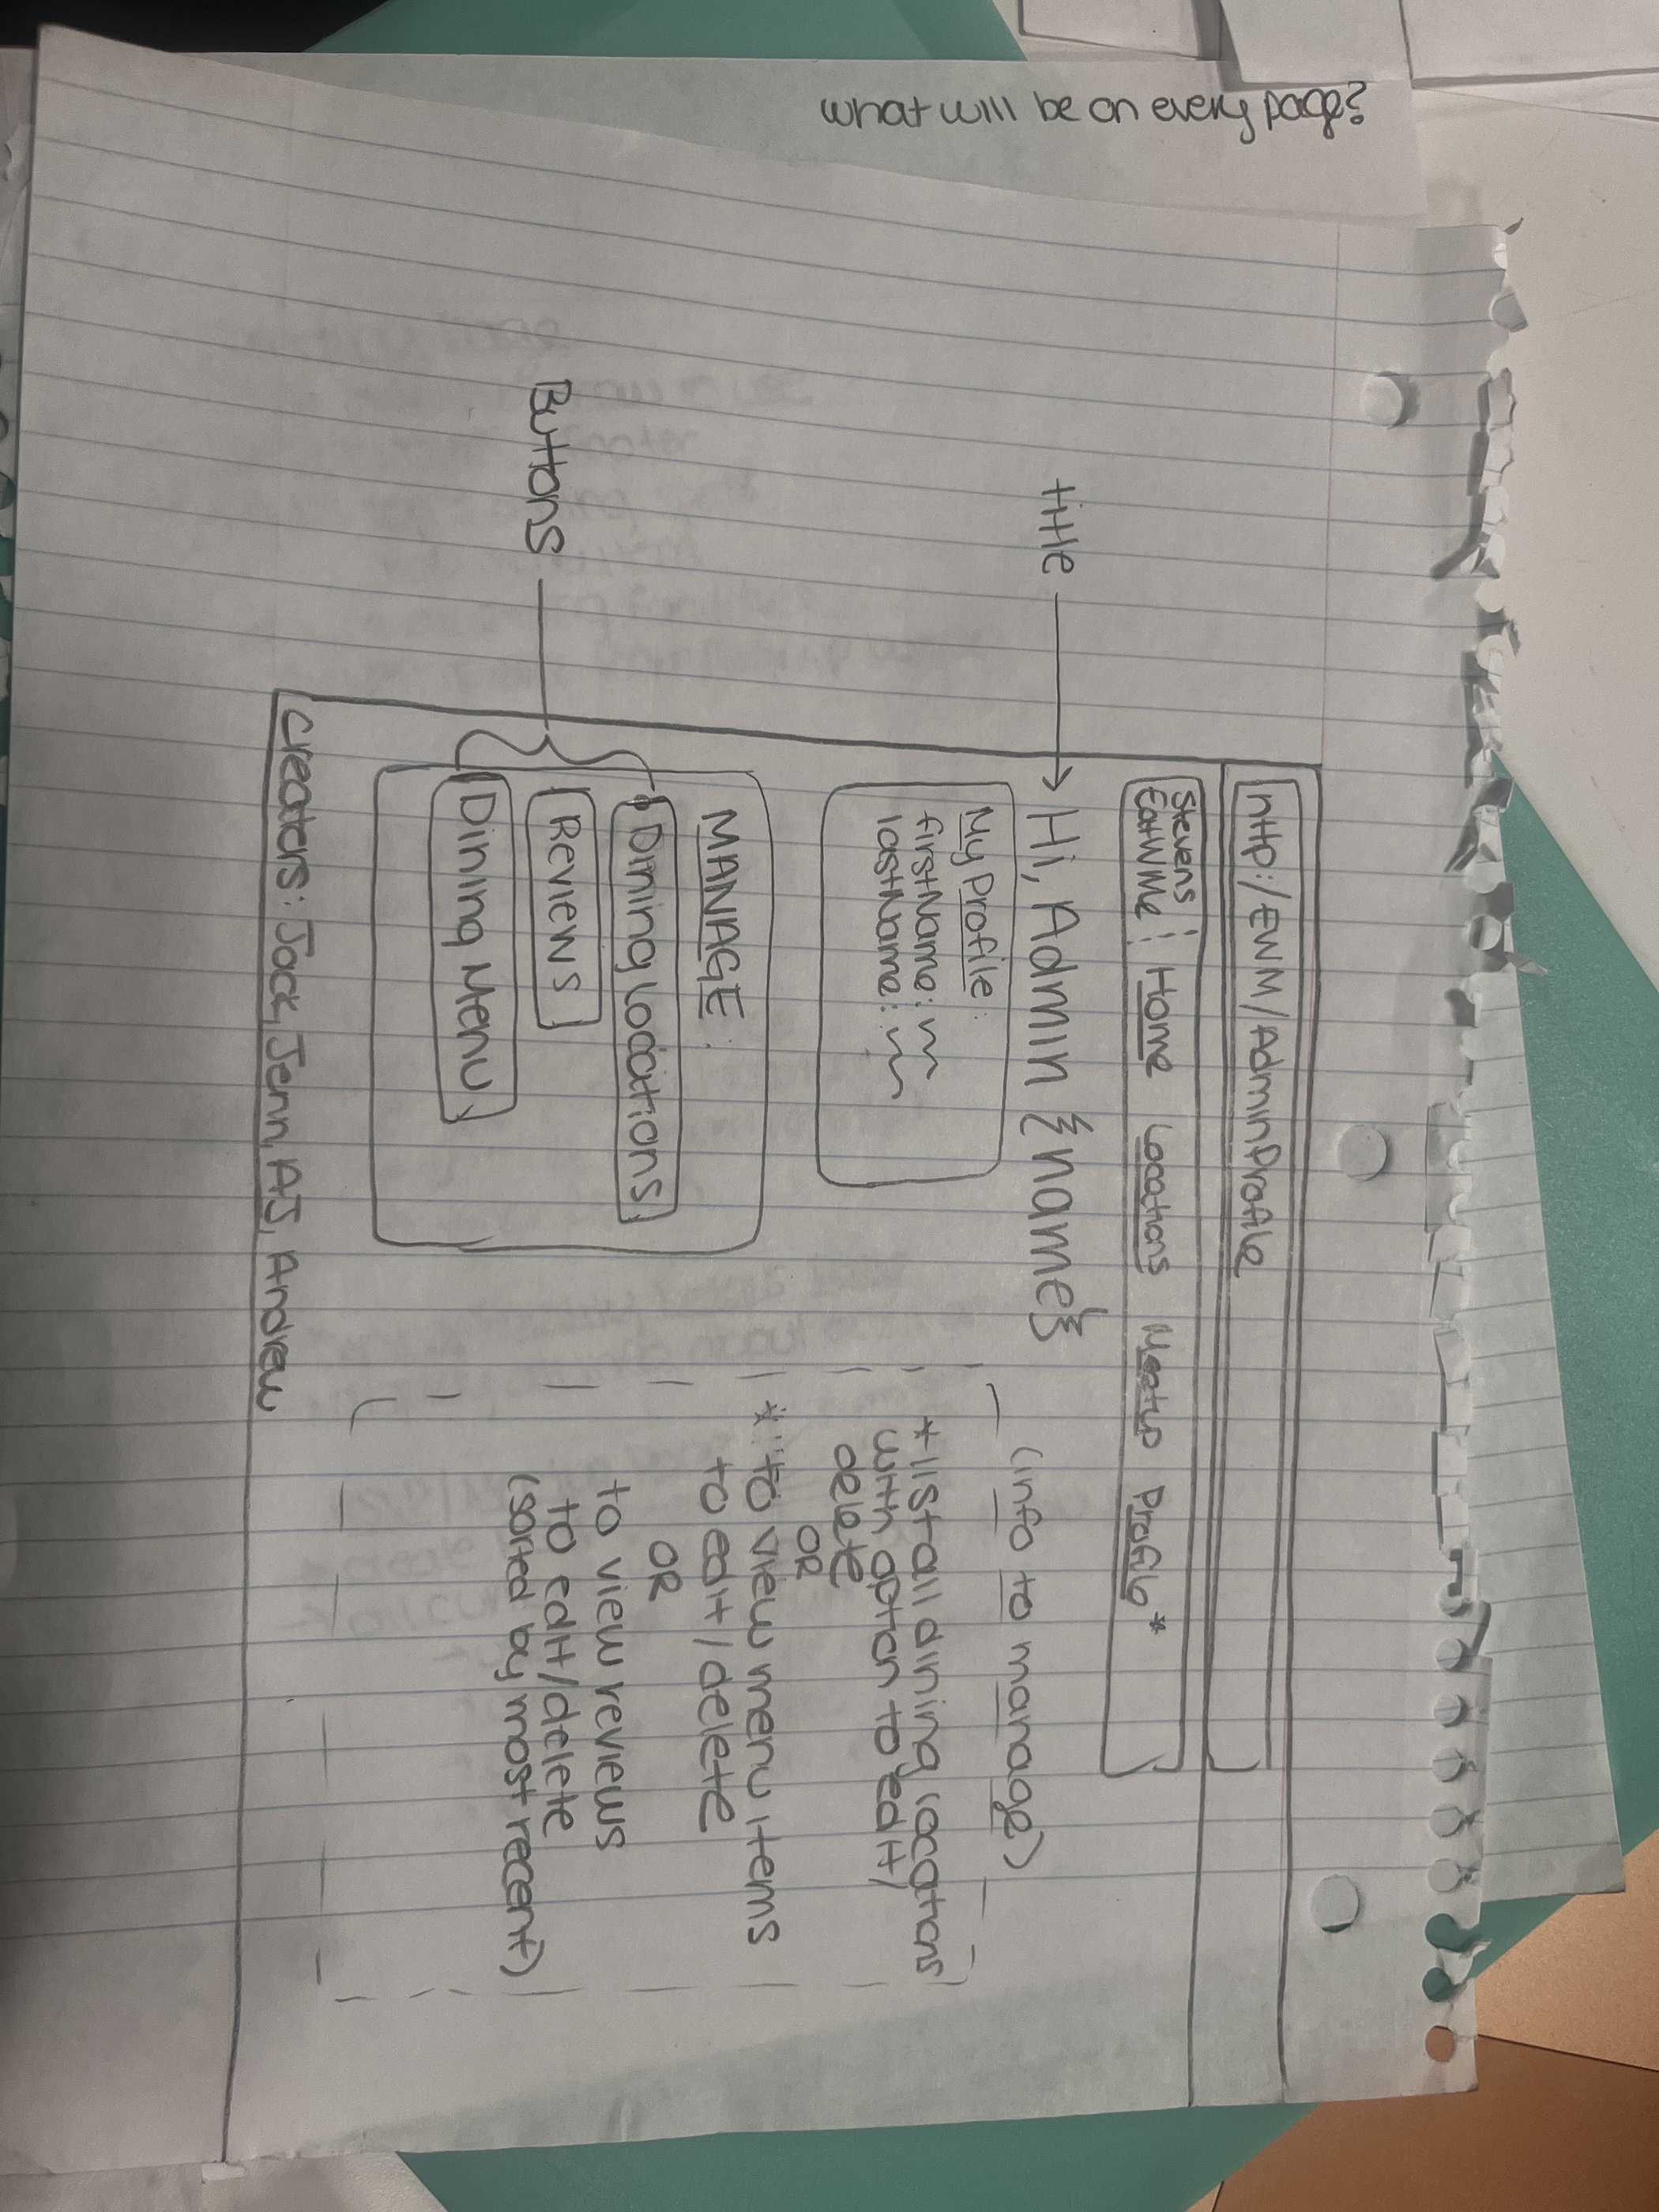 what will be on every page?
http:/EWM/AdminProfile
Stevens
EatWMe
Home Locations Meetup Profile*
title
Hi, Admin {name}
My Profile:
firstName:
lastName:
MANAGE:
Dining Locations
Reviews
Dining Menu
Buttons
(info to manage)
* list all dining locations
with option to edit/
delete
OR
* to view menu items
to edit/delete
OR
to view reviews
to edit/delete
(sorted by most recent)
Creators: Jack, Jenn, AJ, Andrew